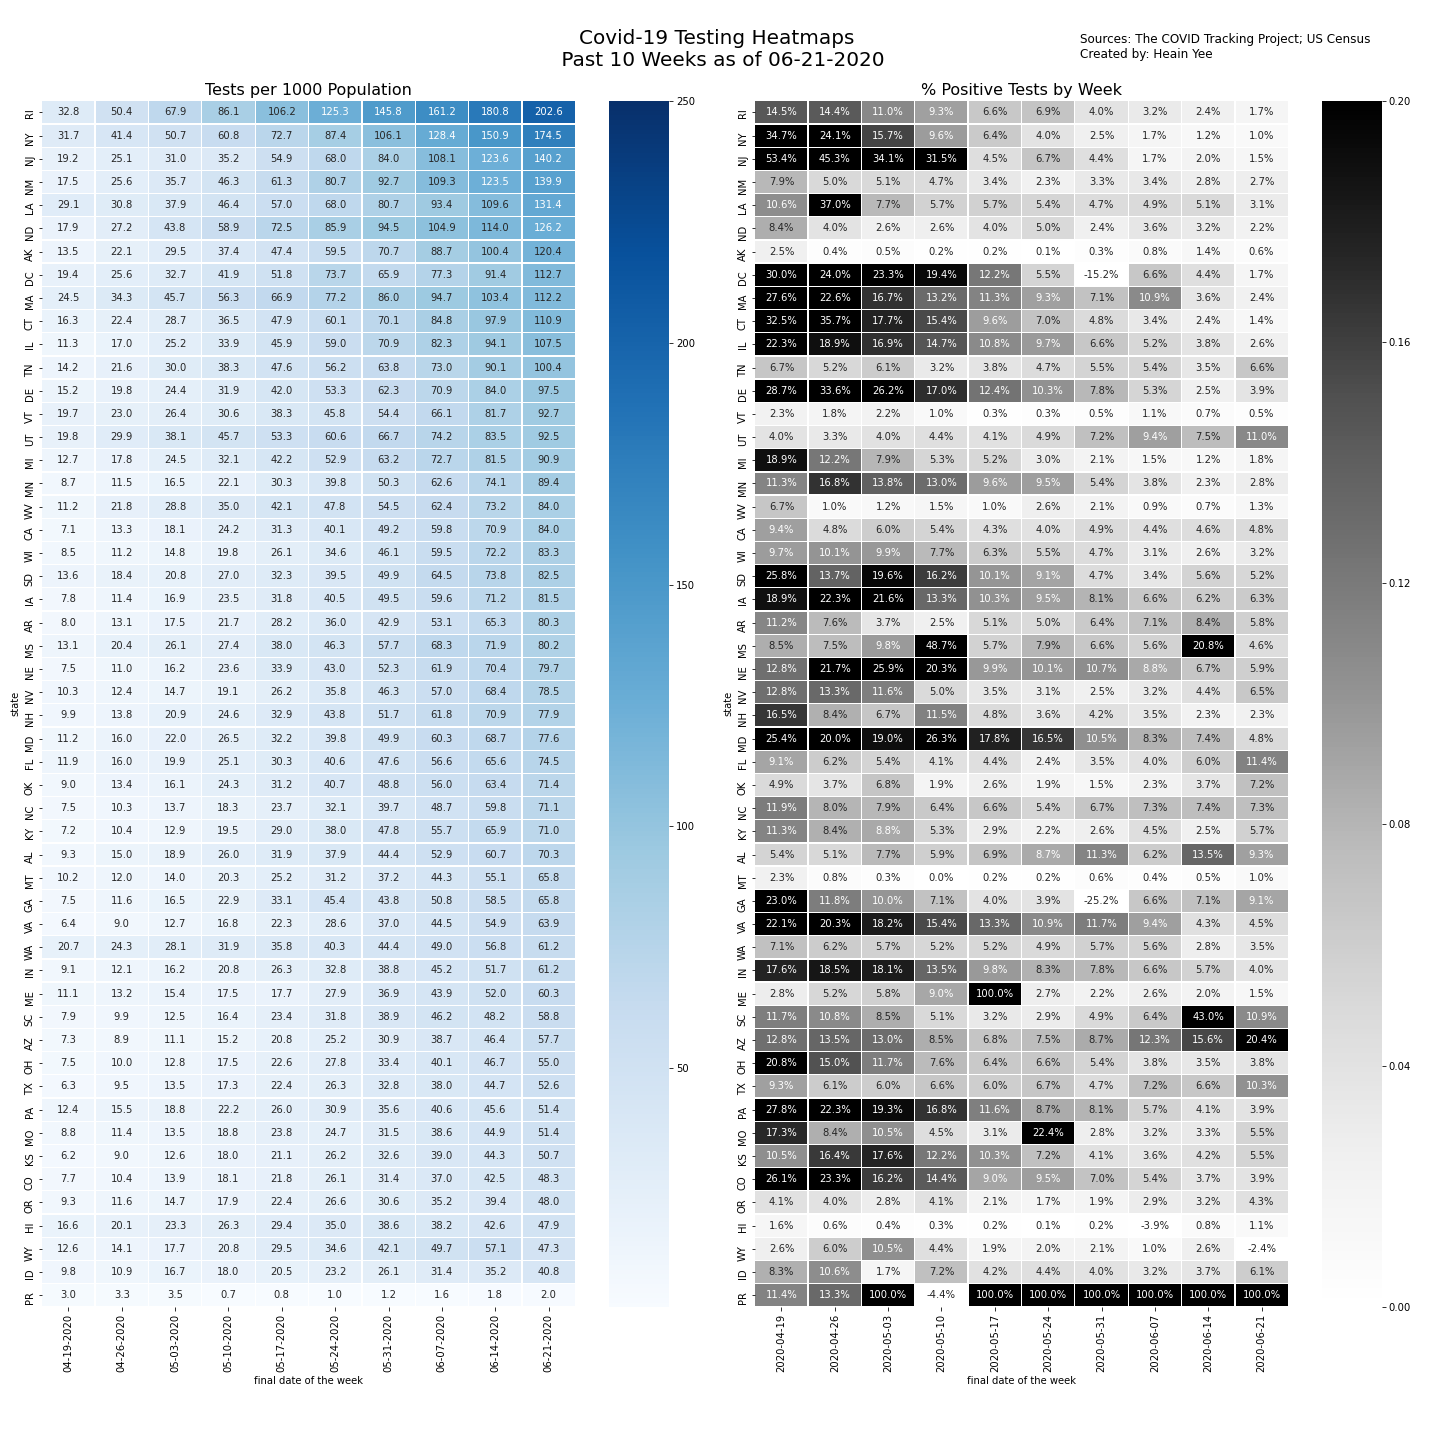 Covid-19 Testing Heatmaps
Past 10 Weeks as of 06-21-2020
Sources: The COVID Tracking Project; US Census
Created by: Heain Yee
Tests per 1000 Population
RI 32.8 50.4 67.9 86.1 106.2 125.3 145.8 161.2 180.8 202.6
NY 31.7 41.4 50.7 60.8 72.7 87.4 106.1 128.4 150.9 174.5
NJ 19.2 25.1 31.0 35.2 54.9 68.0 84.0 108.1 123.6 140.2
NM 17.5 25.6 35.7 46.3 61.3 80.7 92.7 109.3 123.5 139.9
LA 29.1 30.8 37.9 46.4 57.0 68.0 80.7 93.4 109.6 131.4
ND 17.9 27.2 43.8 58.9 72.5 85.9 94.5 104.9 114.0 126.2
AK 13.5 22.1 29.5 37.4 47.4 59.5 70.7 88.7 100.4 120.4
DC 19.4 25.6 32.7 41.9 51.8 73.7 65.9 77.3 91.4 112.7
MA 24.5 34.3 45.7 56.3 66.9 77.2 86.0 94.7 103.4 112.2
CT 16.3 22.4 28.7 36.5 47.9 60.1 70.1 84.8 97.9 110.9
IL 11.3 17.0 25.2 33.9 45.9 59.0 70.9 82.3 94.1 107.5
TN 14.2 21.6 30.0 38.3 47.6 56.2 63.8 73.0 90.1 100.4
DE 15.2 19.8 24.4 31.9 42.0 53.3 62.3 70.9 84.0 97.5
VT 19.7 23.0 26.4 30.6 38.3 45.8 54.4 66.1 81.7 92.7
UT 19.8 29.9 38.1 45.7 53.3 60.6 66.7 74.2 83.5 92.5
MI 12.7 17.8 24.5 32.1 42.2 52.9 63.2 72.7 81.5 90.9
MN 8.7 11.5 16.5 22.1 30.3 39.8 50.3 62.6 74.1 89.4
WV 11.2 21.8 28.8 35.0 42.1 47.8 54.5 62.4 73.2 84.0
CA 7.1 13.3 18.1 24.2 31.3 40.1 49.2 59.8 70.9 84.0
WI 8.5 11.2 14.8 19.8 26.1 34.6 46.1 59.5 72.2 83.3
SD 13.6 18.4 20.8 27.0 32.3 39.5 49.9 64.5 73.8 82.5
IA 7.8 11.4 16.9 23.5 31.8 40.5 49.5 59.6 71.2 81.5
AR 8.0 13.1 17.5 21.7 28.2 36.0 42.9 53.1 65.3 80.3
MS 13.1 20.4 26.1 27.4 38.0 46.3 57.7 68.3 71.9 80.2
NE 7.5 11.0 16.2 23.6 33.9 43.0 52.3 61.9 70.4 79.7
NV 10.3 12.4 14.7 19.1 26.2 35.8 46.3 57.0 68.4 78.5
NH 9.9 13.8 20.9 24.6 32.9 43.8 51.7 61.8 70.9 77.9
MD 11.2 16.0 22.0 26.5 32.2 39.8 49.9 60.3 68.7 77.6
FL 11.9 16.0 19.9 25.1 30.3 40.6 47.6 56.6 65.6 74.5
OK 9.0 13.4 16.1 24.3 31.2 40.7 48.8 56.0 63.4 71.4
NC 7.5 10.3 13.7 18.3 23.7 32.1 39.7 48.7 59.8 71.1
KY 7.2 10.4 12.9 19.5 29.0 38.0 47.8 55.7 65.9 71.0
AL 9.3 15.0 18.9 26.0 31.9 37.9 44.4 52.9 60.7 70.3
MT 10.2 12.0 14.0 20.3 25.2 31.2 37.2 44.3 55.1 65.8
GA 7.5 11.6 16.5 22.9 33.1 45.4 43.8 50.8 58.5 65.8
VA 6.4 9.0 12.7 16.8 22.3 28.6 37.0 44.5 54.9 63.9
WA 20.7 24.3 28.1 31.9 35.8 40.3 44.4 49.0 56.8 61.2
IN 9.1 12.1 16.2 20.8 26.3 32.8 38.8 45.2 51.7 61.2
ME 11.1 13.2 15.4 17.5 17.7 27.9 36.9 43.9 52.0 60.3
SC 7.9 9.9 12.5 16.4 23.4 31.8 38.9 46.2 48.2 58.8
AZ 7.3 8.9 11.1 15.2 20.8 25.2 30.9 38.7 46.4 57.7
OH 7.5 10.0 12.8 17.5 22.6 27.8 33.4 40.1 46.7 55.0
TX 6.3 9.5 13.5 17.3 22.4 26.3 32.8 38.0 44.7 52.6
PA 12.4 15.5 18.8 22.2 26.0 30.9 35.6 40.6 45.6 51.4
MO 8.8 11.4 13.5 18.8 23.8 24.7 31.5 38.6 44.9 51.4
KS 6.2 9.0 12.6 18.0 21.1 26.2 32.6 39.0 44.3 50.7
CO 7.7 10.4 13.9 18.1 21.8 26.1 31.4 37.0 42.5 48.3
OR 9.3 11.6 14.7 17.9 22.4 26.6 30.6 35.2 39.4 48.0
HI 16.6 20.1 23.3 26.3 29.4 35.0 38.6 38.2 42.6 47.9
WY 12.6 14.1 17.7 20.8 29.5 34.6 42.1 49.7 57.1 47.3
ID 9.8 10.9 16.7 18.0 20.5 23.2 26.1 31.4 35.2 40.8
PR 3.0 3.3 3.5 0.7 0.8 1.0 1.2 1.6 1.8 2.0
04-19-2020 04-26-2020 05-03-2020 05-10-2020 05-17-2020 05-24-2020 05-31-2020 06-07-2020 06-14-2020 06-21-2020
final date of the week
state
250
200
150
100
50
% Positive Tests by Week
RI 14.5% 14.4% 11.0% 9.3% 6.6% 6.9% 4.0% 3.2% 2.4% 1.7%
NY 34.7% 24.1% 15.7% 9.6% 6.4% 4.0% 2.5% 1.7% 1.2% 1.0%
NJ 53.4% 45.3% 34.1% 31.5% 4.5% 6.7% 4.4% 1.7% 2.0% 1.5%
NM 7.9% 5.0% 5.1% 4.7% 3.4% 2.3% 3.3% 3.4% 2.8% 2.7%
LA 10.6% 37.0% 7.7% 5.7% 5.7% 5.4% 4.7% 4.9% 5.1% 3.1%
ND 8.4% 4.0% 2.6% 2.6% 4.0% 5.0% 2.4% 3.6% 3.2% 2.2%
AK 2.5% 0.4% 0.5% 0.2% 0.2% 0.1% 0.3% 0.8% 1.4% 0.6%
DC 30.0% 24.0% 23.3% 19.4% 12.2% 5.5% -15.2% 6.6% 4.4% 1.7%
MA 27.6% 22.6% 16.7% 13.2% 11.3% 9.3% 7.1% 10.9% 3.6% 2.4%
CT 32.5% 35.7% 17.7% 15.4% 9.6% 7.0% 4.8% 3.4% 2.4% 1.4%
IL 22.3% 18.9% 16.9% 14.7% 10.8% 9.7% 6.6% 5.2% 3.8% 2.6%
TN 6.7% 5.2% 6.1% 3.2% 3.8% 4.7% 5.5% 5.4% 3.5% 6.6%
DE 28.7% 33.6% 26.2% 17.0% 12.4% 10.3% 7.8% 5.3% 2.5% 3.9%
VT 2.3% 1.8% 2.2% 1.0% 0.3% 0.3% 0.5% 1.1% 0.7% 0.5%
UT 4.0% 3.3% 4.0% 4.4% 4.1% 4.9% 7.2% 9.4% 7.5% 11.0%
MI 18.9% 12.2% 7.9% 5.3% 5.2% 3.0% 2.1% 1.5% 1.2% 1.8%
MN 11.3% 16.8% 13.8% 13.0% 9.6% 9.5% 5.4% 3.8% 2.3% 2.8%
WV 6.7% 1.0% 1.2% 1.5% 1.0% 2.6% 2.1% 0.9% 0.7% 1.3%
CA 9.4% 4.8% 6.0% 5.4% 4.3% 4.0% 4.9% 4.4% 4.6% 4.8%
WI 9.7% 10.1% 9.9% 7.7% 6.3% 5.5% 4.7% 3.1% 2.6% 3.2%
SD 25.8% 13.7% 19.6% 16.2% 10.1% 9.1% 4.7% 3.4% 5.6% 5.2%
IA 18.9% 22.3% 21.6% 13.3% 10.3% 9.5% 8.1% 6.6% 6.2% 6.3%
AR 11.2% 7.6% 3.7% 2.5% 5.1% 5.0% 6.4% 7.1% 8.4% 5.8%
MS 8.5% 7.5% 9.8% 48.7% 5.7% 7.9% 6.6% 5.6% 20.8% 4.6%
NE 12.8% 21.7% 25.9% 20.3% 9.9% 10.1% 10.7% 8.8% 6.7% 5.9%
NV 12.8% 13.3% 11.6% 5.0% 3.5% 3.1% 2.5% 3.2% 4.4% 6.5%
NH 16.5% 8.4% 6.7% 11.5% 4.8% 3.6% 4.2% 3.5% 2.3% 2.3%
MD 25.4% 20.0% 19.0% 26.3% 17.8% 16.5% 10.5% 8.3% 7.4% 4.8%
FL 9.1% 6.2% 5.4% 4.1% 4.4% 2.4% 3.5% 4.0% 6.0% 11.4%
OK 4.9% 3.7% 6.8% 1.9% 2.6% 1.9% 1.5% 2.3% 3.7% 7.2%
NC 11.9% 8.0% 7.9% 6.4% 6.6% 5.4% 6.7% 7.3% 7.4% 7.3%
KY 11.3% 8.4% 8.8% 5.3% 2.9% 2.2% 2.6% 4.5% 2.5% 5.7%
AL 5.4% 5.1% 7.7% 5.9% 6.9% 8.7% 11.3% 6.2% 13.5% 9.3%
MT 2.3% 0.8% 0.3% 0.0% 0.2% 0.2% 0.6% 0.4% 0.5% 1.0%
GA 23.0% 11.8% 10.0% 7.1% 4.0% 3.9% -25.2% 6.6% 7.1% 9.1%
VA 22.1% 20.3% 18.2% 15.4% 13.3% 10.9% 11.7% 9.4% 4.3% 4.5%
WA 7.1% 6.2% 5.7% 5.2% 5.2% 4.9% 5.7% 5.6% 2.8% 3.5%
IN 17.6% 18.5% 18.1% 13.5% 9.8% 8.3% 7.8% 6.6% 5.7% 4.0%
ME 2.8% 5.2% 5.8% 9.0% 100.0% 2.7% 2.2% 2.6% 2.0% 1.5%
SC 11.7% 10.8% 8.5% 5.1% 3.2% 2.9% 4.9% 6.4% 43.0% 10.9%
AZ 12.8% 13.5% 13.0% 8.5% 6.8% 7.5% 8.7% 12.3% 15.6% 20.4%
OH 20.8% 15.0% 11.7% 7.6% 6.4% 6.6% 5.4% 3.8% 3.5% 3.8%
TX 9.3% 6.1% 6.0% 6.6% 6.0% 6.7% 4.7% 7.2% 6.6% 10.3%
PA 27.8% 22.3% 19.3% 16.8% 11.6% 8.7% 8.1% 5.7% 4.1% 3.9%
MO 17.3% 8.4% 10.5% 4.5% 3.1% 22.4% 2.8% 3.2% 3.3% 5.5%
KS 10.5% 16.4% 17.6% 12.2% 10.3% 7.2% 4.1% 3.6% 4.2% 5.5%
CO 26.1% 23.3% 16.2% 14.4% 9.0% 9.5% 7.0% 5.4% 3.7% 3.9%
OR 4.1% 4.0% 2.8% 4.1% 2.1% 1.7% 1.9% 2.9% 3.2% 4.3%
HI 1.6% 0.6% 0.4% 0.3% 0.2% 0.1% 0.2% -3.9% 0.8% 1.1%
WY 2.6% 6.0% 10.5% 4.4% 1.9% 2.0% 2.1% 1.0% 2.6% -2.4%
ID 8.3% 10.6% 1.7% 7.2% 4.2% 4.4% 4.0% 3.2% 3.7% 6.1%
PR 11.4% 13.3% 100.0% -4.4% 100.0% 100.0% 100.0% 100.0% 100.0% 100.0%
2020-04-19 2020-04-26 2020-05-03 2020-05-10 2020-05-17 2020-05-24 2020-05-31 2020-06-07 2020-06-14 2020-06-21
final date of the week
state
0.20
0.16
0.12
0.08
0.04
0.00